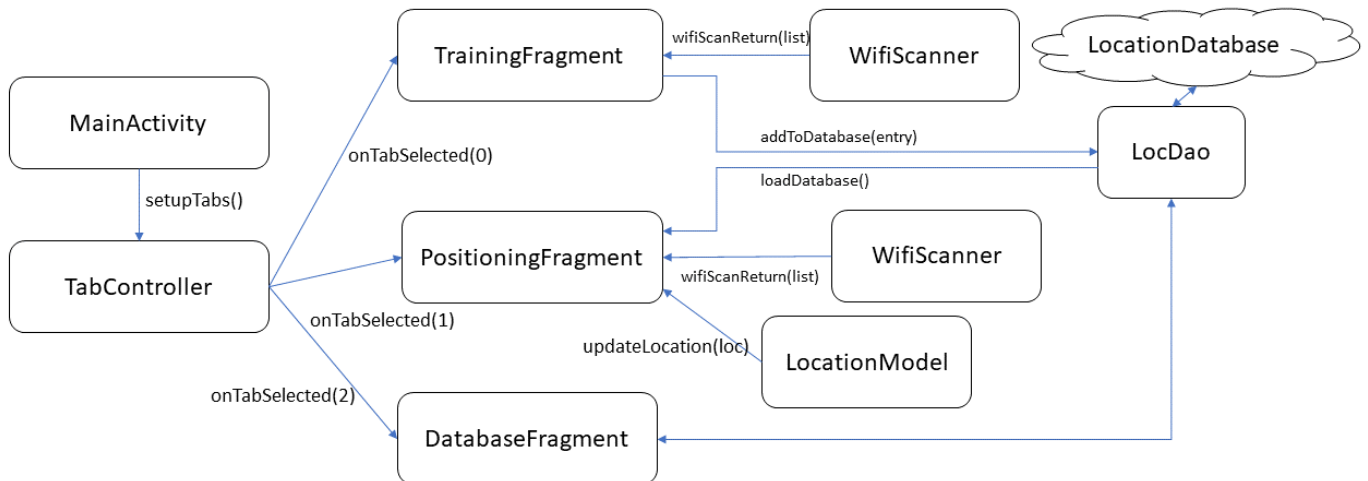 TrainingFragment
wifiScanReturn(list)
WifiScanner
LocationDatabase
MainActivity
onTabSelected(0)
addToDatabase(entry)
LocDao
loadDatabase()
setupTabs()
TabController
PositioningFragment
WifiScanner
wifiScanReturn(list)
onTabSelected(1)
updateLocation(loc)
LocationModel
onTabSelected(2)
DatabaseFragment